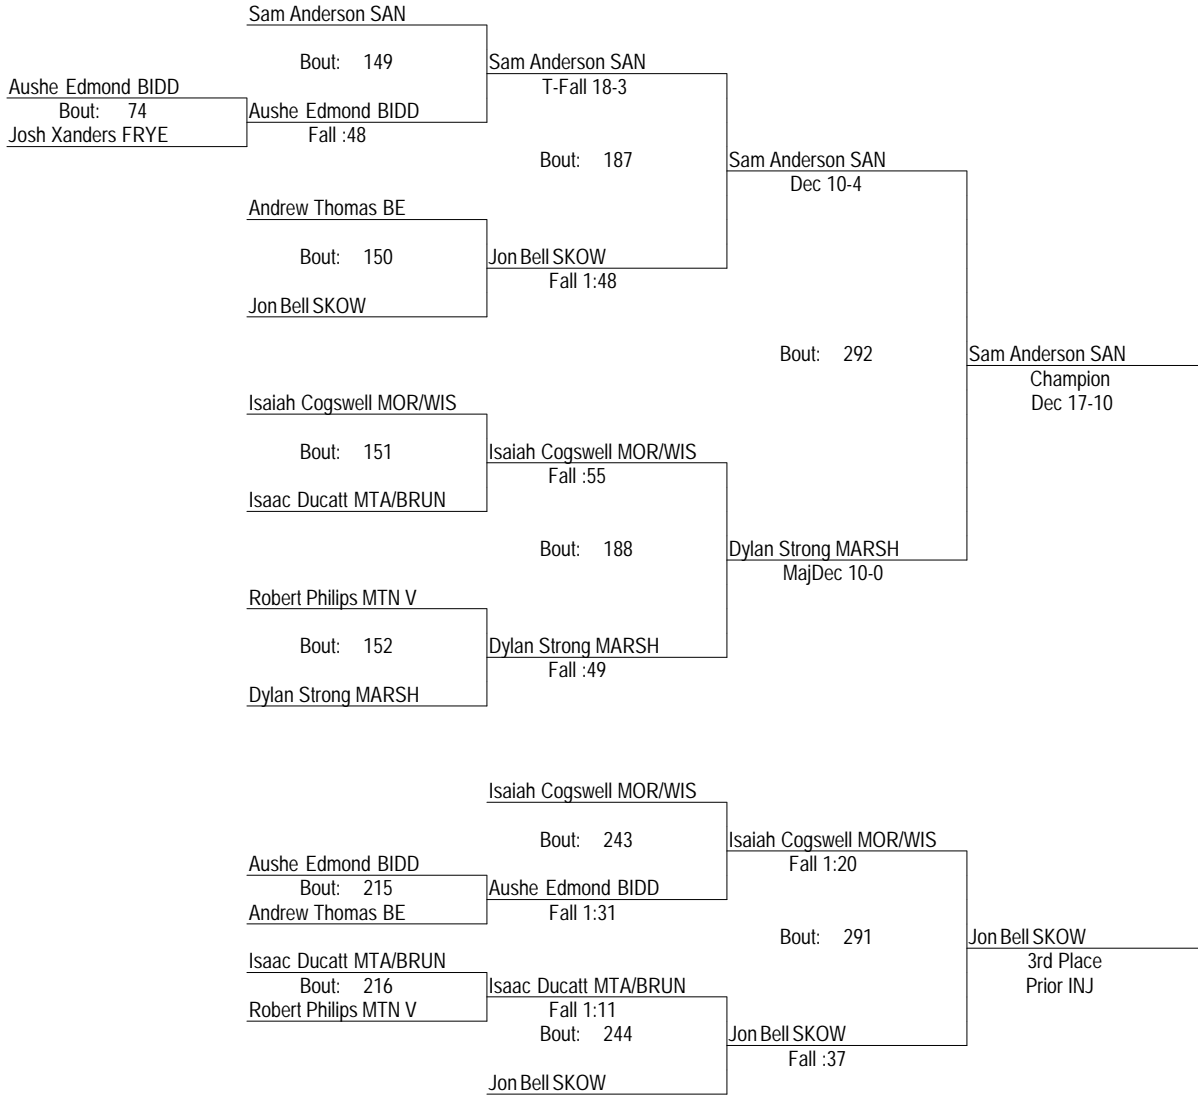 Sam Anderson SAN
Bout: 149
Sam Anderson SAN
T-Fall 18-3
Aushe Edmond BIDD
Bout: 74
Josh Xanders FRYE
Aushe Edmond BIDD
Fall :48
Bout: 187
Sam Anderson SAN
Dec 10-4
Andrew Thomas BE
Bout: 150
Jon Bell SKOW
Fall 1:48
Jon Bell SKOW
Bout: 292
Sam Anderson SAN
Champion
Dec 17-10
Isaiah Cogswell MOR/WIS
Bout: 151
Isaiah Cogswell MOR/WIS
Fall :55
Isaac Ducatt MTA/BRUN
Bout: 188
Dylan Strong MARSH
MajDec 10-0
Robert Philips MTN V
Bout: 152
Dylan Strong MARSH
Fall :49
Dylan Strong MARSH
Isaiah Cogswell MOR/WIS
Bout: 243
Isaiah Cogswell MOR/WIS
Fall 1:20
Aushe Edmond BIDD
Bout: 215
Andrew Thomas BE
Aushe Edmond BIDD
Fall 1:31
Bout: 291
Jon Bell SKOW
3rd Place
Prior INJ
Isaac Ducatt MTA/BRUN
Bout: 216
Robert Philips MTN V
Isaac Ducatt MTA/BRUN
Fall 1:11
Bout: 244
Jon Bell SKOW
Fall :37
Jon Bell SKOW